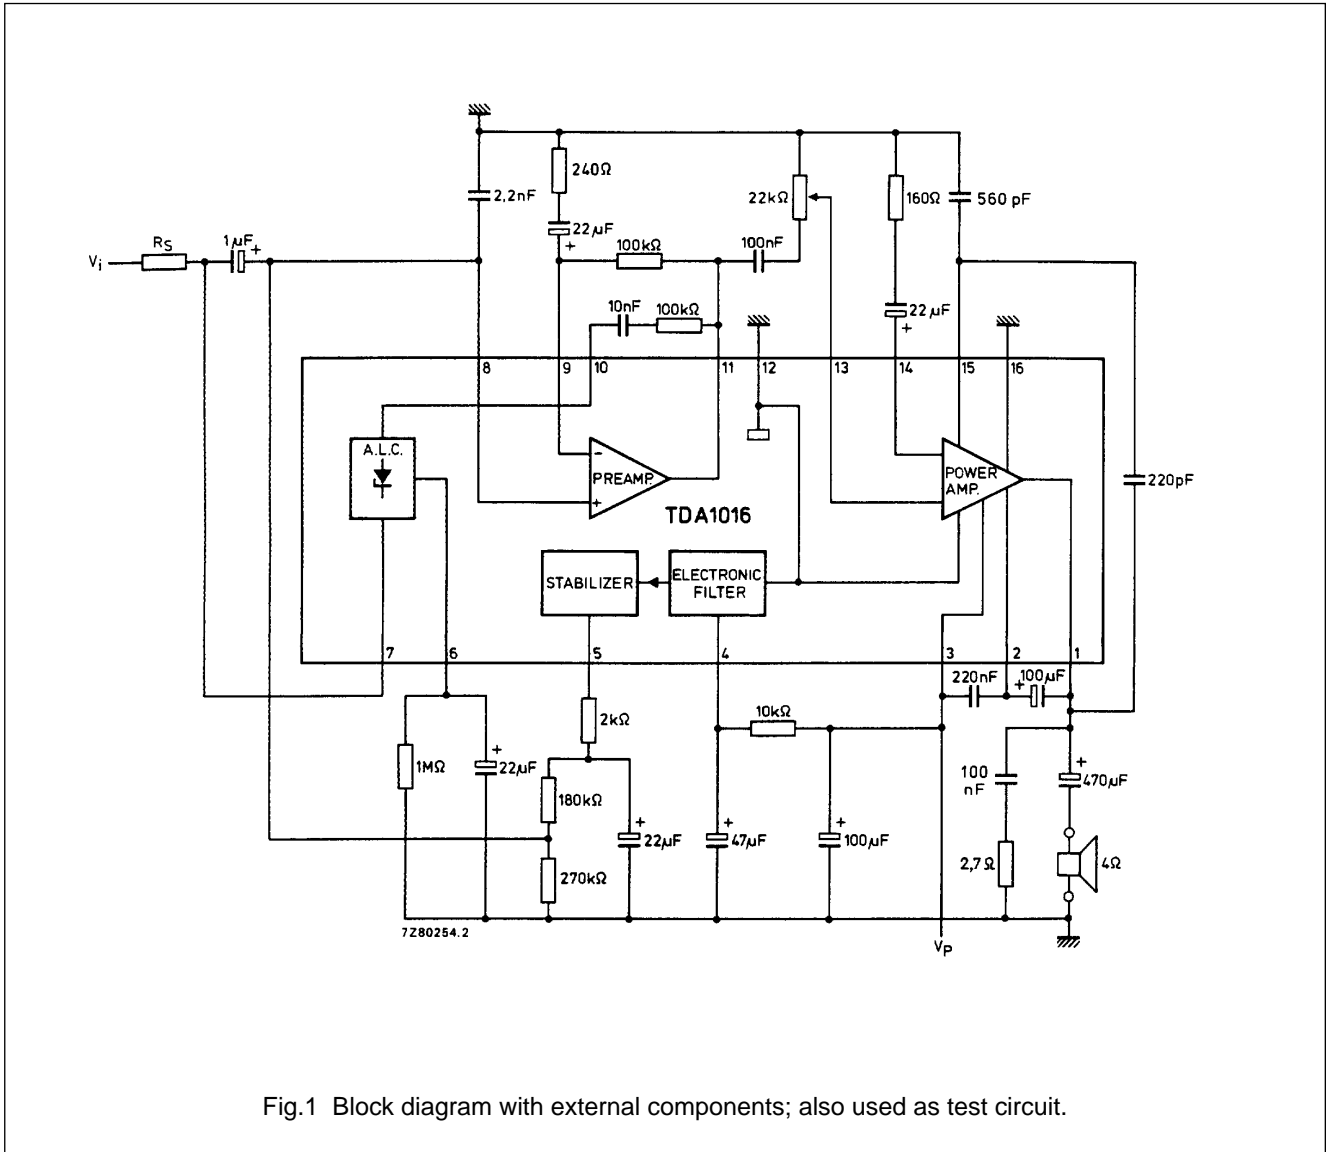 240Ω
2,2nF
22kΩ
160Ω
560 pF
22µF
RS
1µF
+
+
100kΩ
100nF
Vi
10nF
100kΩ
22µF
+
8
9
10
11
12
13
14
15
16
A.L.C.
-
PREAMP.
+
POWER
AMP.
220pF
TDA1016
STABILIZER
ELECTRONIC
FILTER
7
6
5
4
3
2
1
220nF
+
100µF
2kΩ
10kΩ
1MΩ
+
22µF
180kΩ
100
nF
+
470µF
+
22µF
+
47µF
+
100µF
2,7Ω
4Ω
270kΩ
7Z80254.2
VP
Fig.1 Block diagram with external components; also used as test circuit.